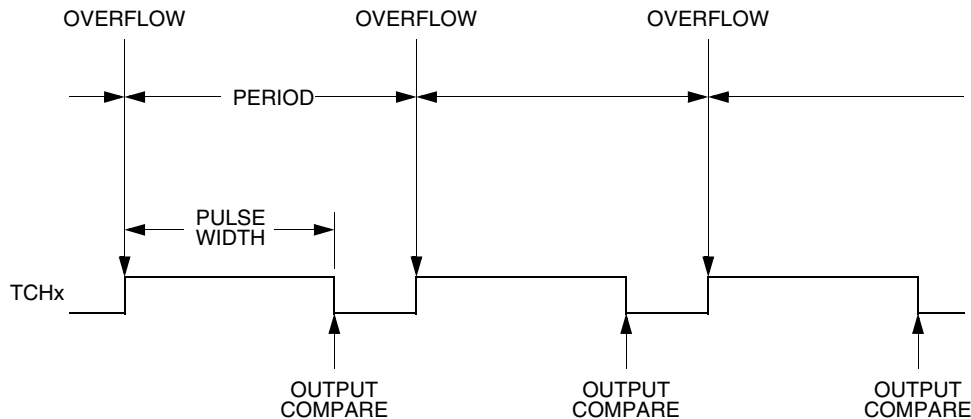 OVERFLOW OVERFLOW OVERFLOW
PERIOD
PULSE
WIDTH
TCHx
OUTPUT
COMPARE
OUTPUT
COMPARE
OUTPUT
COMPARE